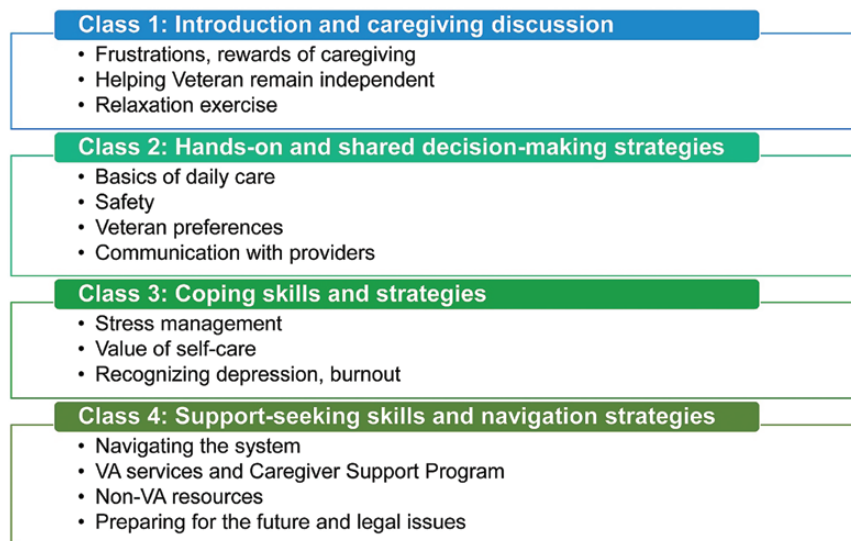 Class 1: Introduction and caregiving discussion
• Frustrations, rewards of caregiving
• Helping Veteran remain independent
• Relaxation exercise
Class 2: Hands-on and shared decision-making strategies
• Basics of daily care
• Safety
• Veteran preferences
• Communication with providers
Class 3: Coping skills and strategies
• Stress management
• Value of self-care
• Recognizing depression, burnout
Class 4: Support-seeking skills and navigation strategies
• Navigating the system
• VA services and Caregiver Support Program
• Non-VA resources
• Preparing for the future and legal issues